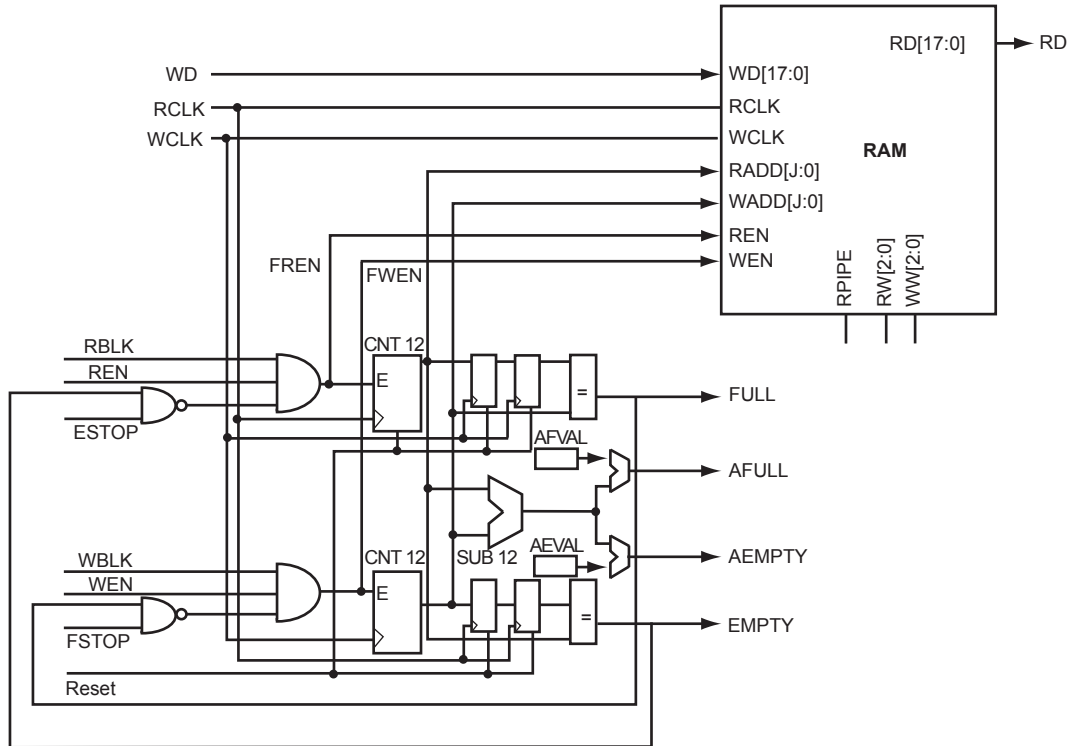 RD[17:0]
RD
WD
WD[17:0]
RCLK
RCLK
WCLK
WCLK
RAM
RADD[J:0]
WADD[J:0]
REN
FREN
FWEN
WEN
RPIPE
RW[2:0]
WW[2:0]
RBLK
CNT 12
REN
E
=
FULL
ESTOP
AFVAL
AFULL
WBLK
CNT 12
SUB 12
AEVAL
AEMPTY
WEN
E
=
EMPTY
FSTOP
Reset